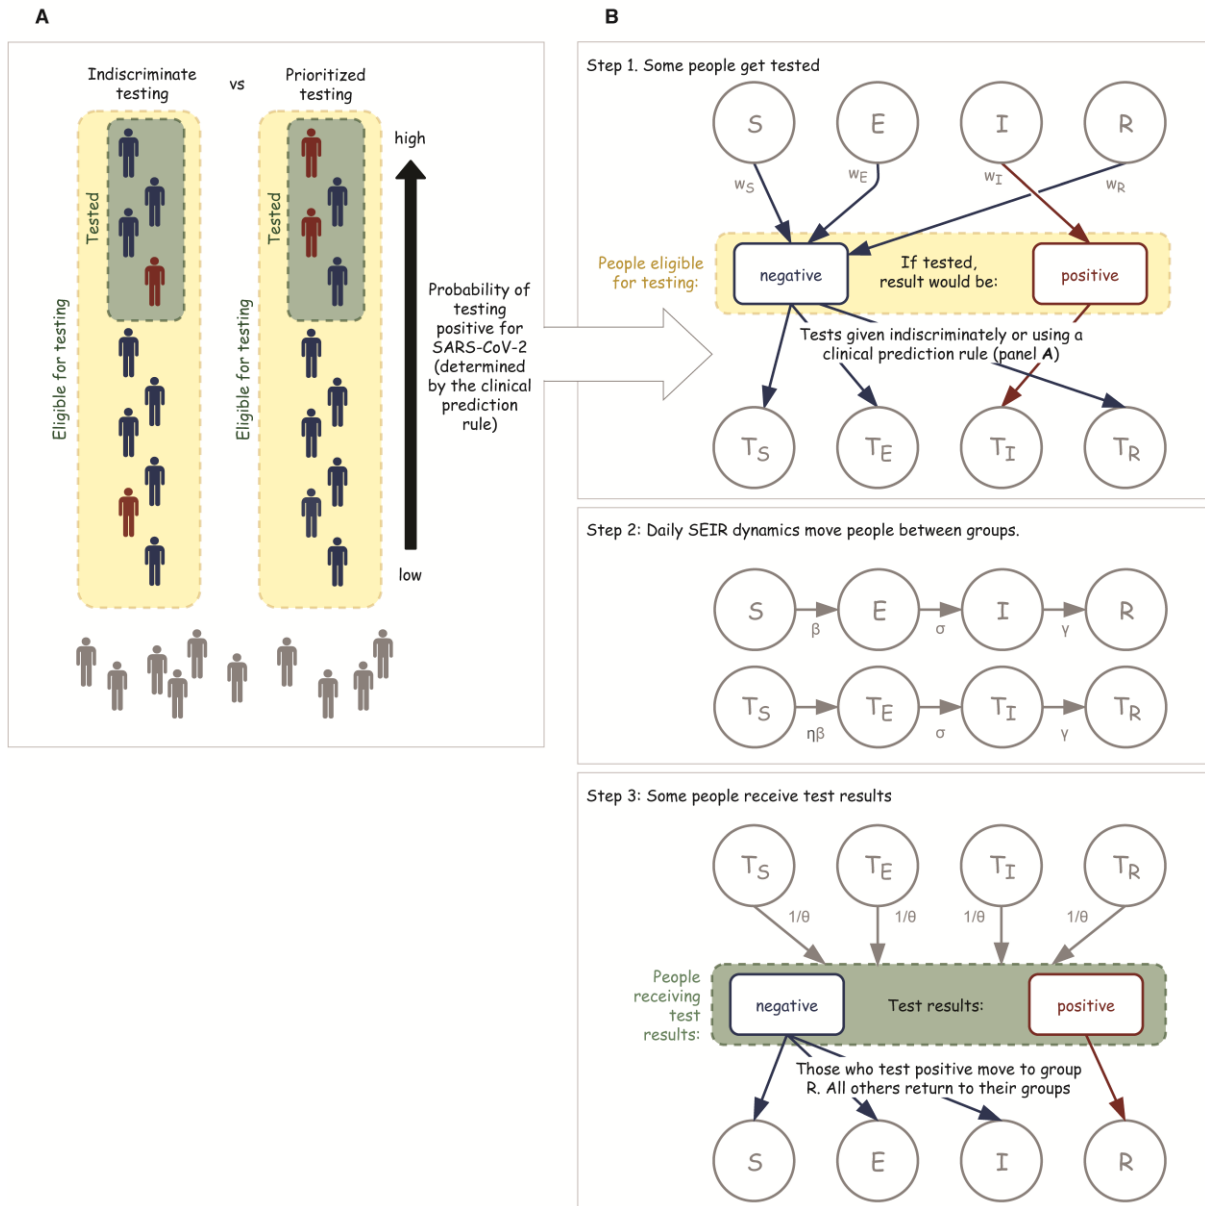 A
Indiscriminate
testing
vs
Prioritized
testing
Tested
Eligible for testing
Tested
Eligible for testing
high
Probability of
testing
positive for
SARS-CoV-2
(determined
by the clinical
prediction
rule)
low
B
Step 1. Some people get tested
S
E
I
R
wS
wE
wI
wR
People eligible
for testing:
negative
If tested,
result would be:
positive
Tests given indiscriminately or using a
clinical prediction rule (panel A)
TS
TE
TI
TR
Step 2: Daily SEIR dynamics move people between groups.
S
E
I
R
β
σ
γ
TS
TE
TI
TR
ηβ
σ
γ
Step 3: Some people receive test results
TS
TE
TI
TR
1/θ
1/θ
1/θ
1/θ
People
receiving
test
results:
negative
Test results:
positive
Those who test positive move to group
R. All others return to their groups
S
E
I
R